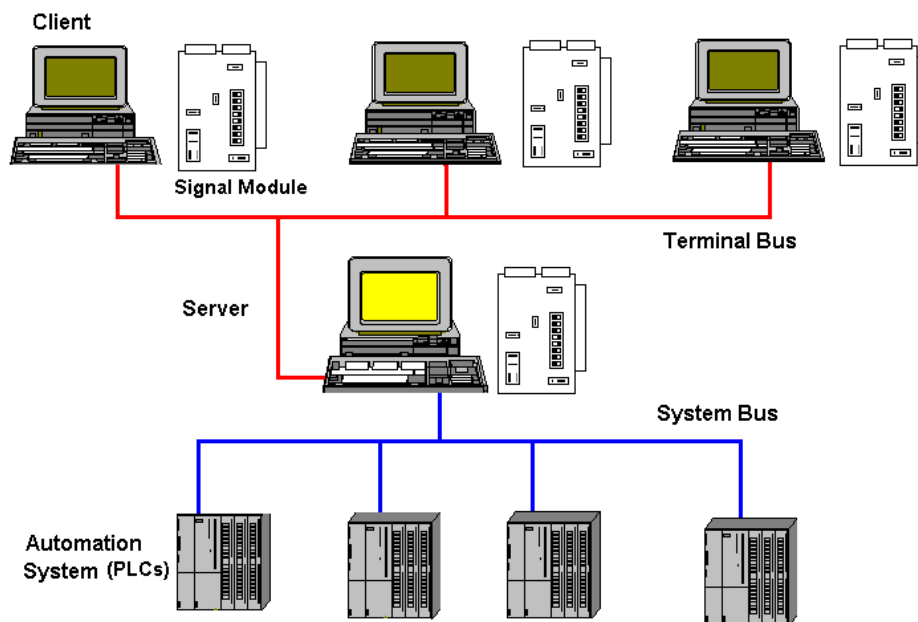 Client
Signal Module
Terminal Bus
Server
System Bus
Automation
System (PLCs)